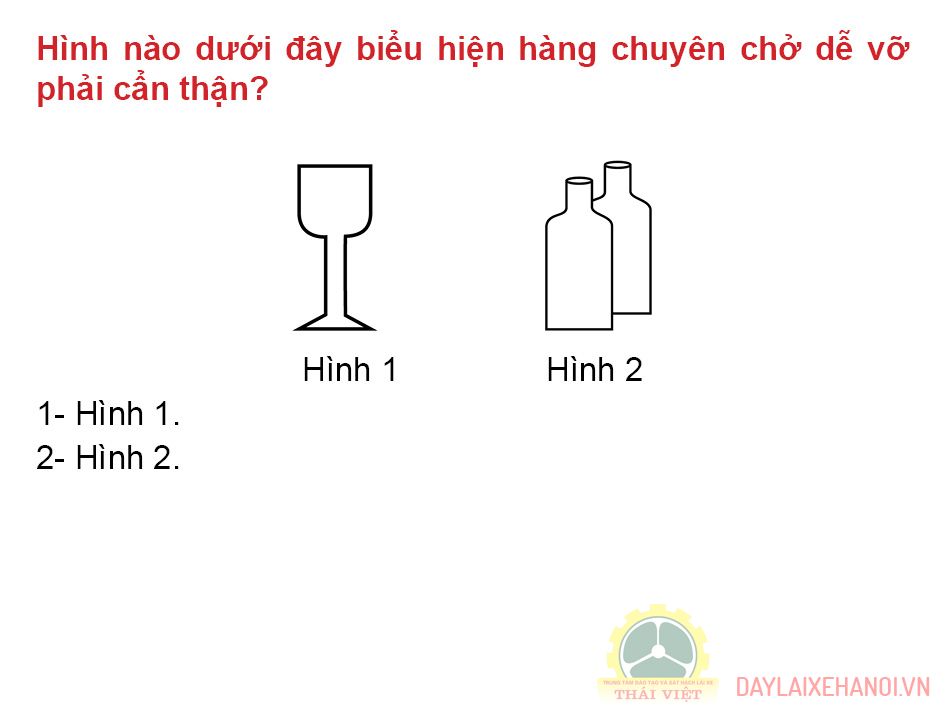 Hình nào dưới đây biểu hiện hàng chuyên chở dễ vỡ
phải cẩn thận?
Hình 1 Hình 2
1- Hình 1.
2- Hình 2.
TRUNG TÂM ĐÀO TẠO VÀ SÁT HẠCH LÁI XE
THÁI VIỆT
DAYLAIXEHANOI.VN